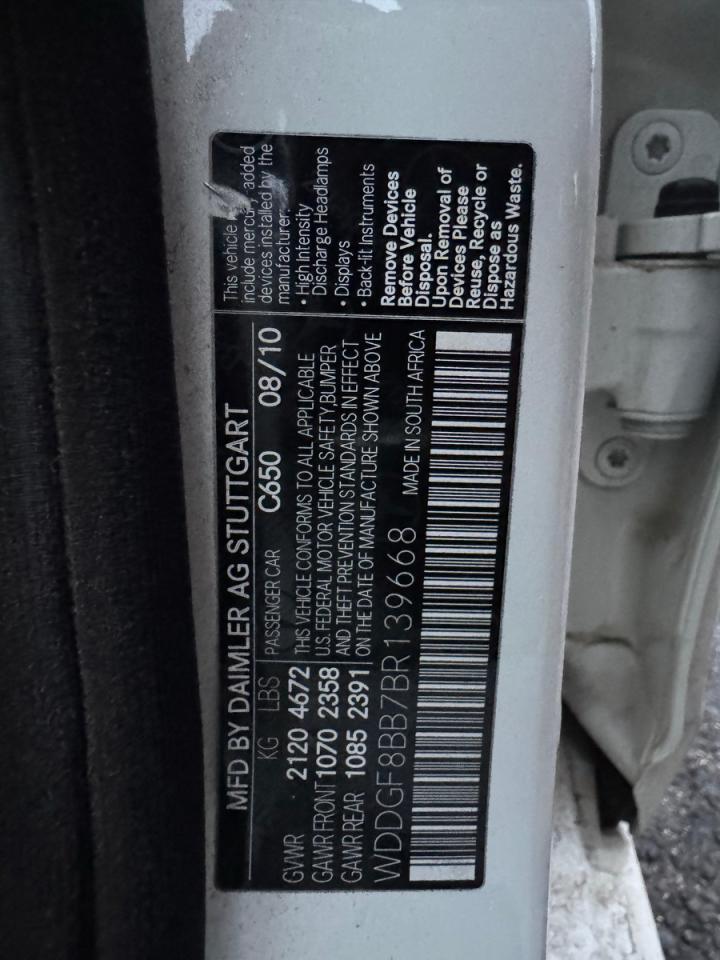 MFD BY DAIMLER AG STUTTGART
KG LBS PASSENGER CAR C650 08/10
GVWR 2120 4672
GAWR FRONT 1070 2358
GAWR REAR 1085 2391
THIS VEHICLE CONFORMS TO ALL APPLICABLE
U.S. FEDERAL MOTOR VEHICLE SAFETY BUMPER
AND THEFT PREVENTION STANDARDS IN EFFECT
ON THE DATE OF MANUFACTURE SHOWN ABOVE
WDDGF8BB7BR139668 MADE IN SOUTH AFRICA
This vehicle
include added
devices installed by the
manufacturer:
• High Intensity
Discharge Headlamps
• Displays
• Back-lit Instruments
Remove Devices
Before Vehicle
Disposal.
Upon Removal of
Devices Please
Reuse, Recycle or
Dispose as
Hazardous Waste.